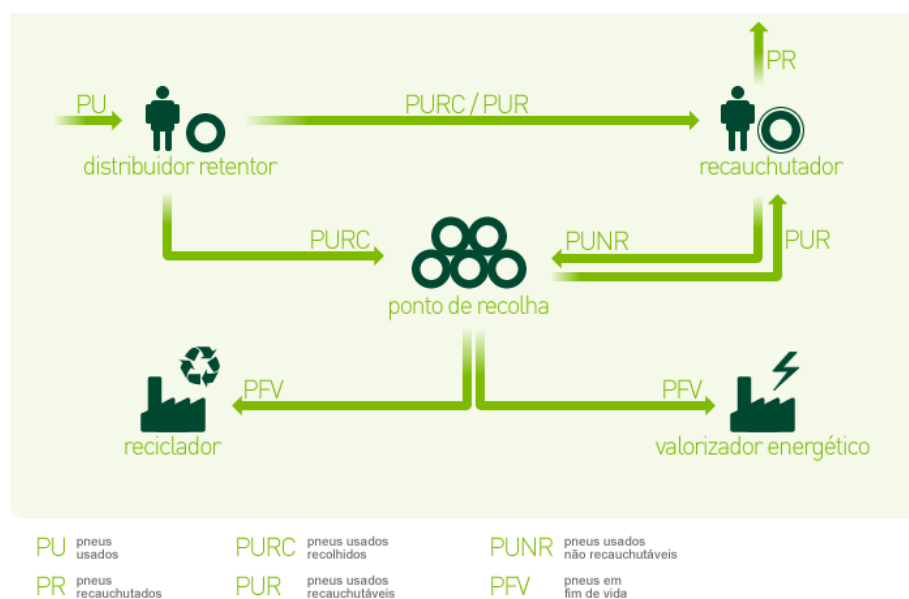 PR
PU
PURC / PUR
distribuidor retentor
recauchutador
PURC
PUNR
PUR
ponto de recolha
PFV
PFV
reciclador
valorizador energético
PU pneus
usados
PURC pneus usados
recolhidos
PUNR pneus usados
não recauchutáveis
PR pneus
recauchutados
PUR pneus usados
recauchutáveis
PFV pneus em
fim de vida